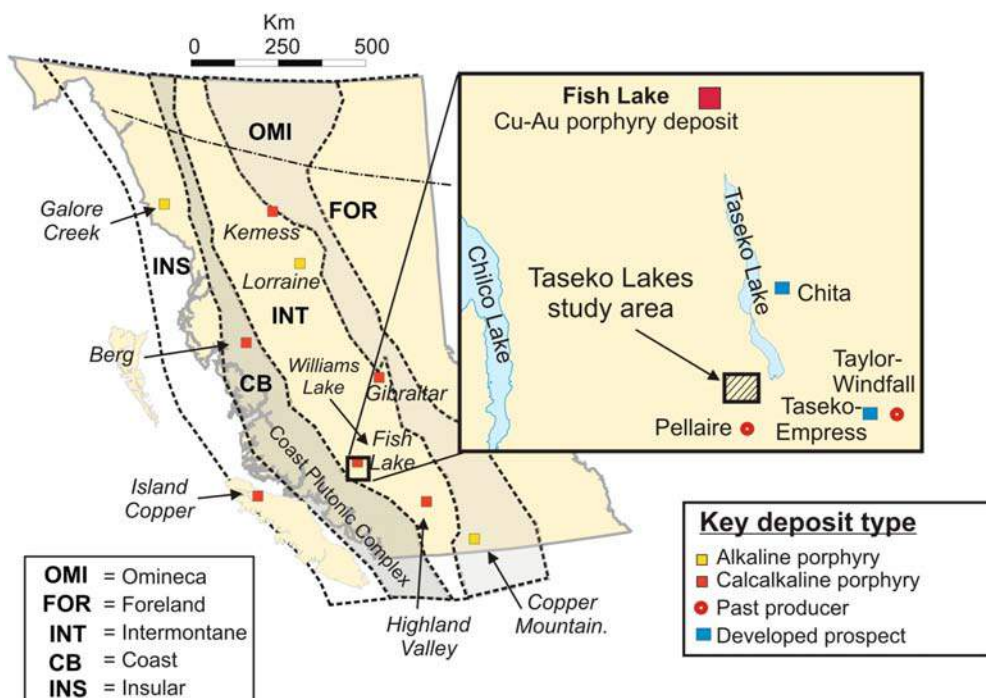 Km
0 250 500
OMI
FOR
Galore
Creek
Kemess
INS
Lorraine
INT
Berg
Williams
Lake
Gibraltar
CB
Fish
Lake
Coast Plutonic Complex
Island
Copper
Highland
Valley
Copper
Mountain.
Fish Lake
Cu-Au porphyry deposit
Taseko Lake
Chilco Lake
Taseko Lakes
study area
Chita
Taylor-
Windfall
Taseko-
Empress
Pellaire
OMI = Omineca
FOR = Foreland
INT = Intermontane
CB = Coast
INS = Insular
Key deposit type
Alkaline porphyry
Calcalkaline porphyry
Past producer
Developed prospect